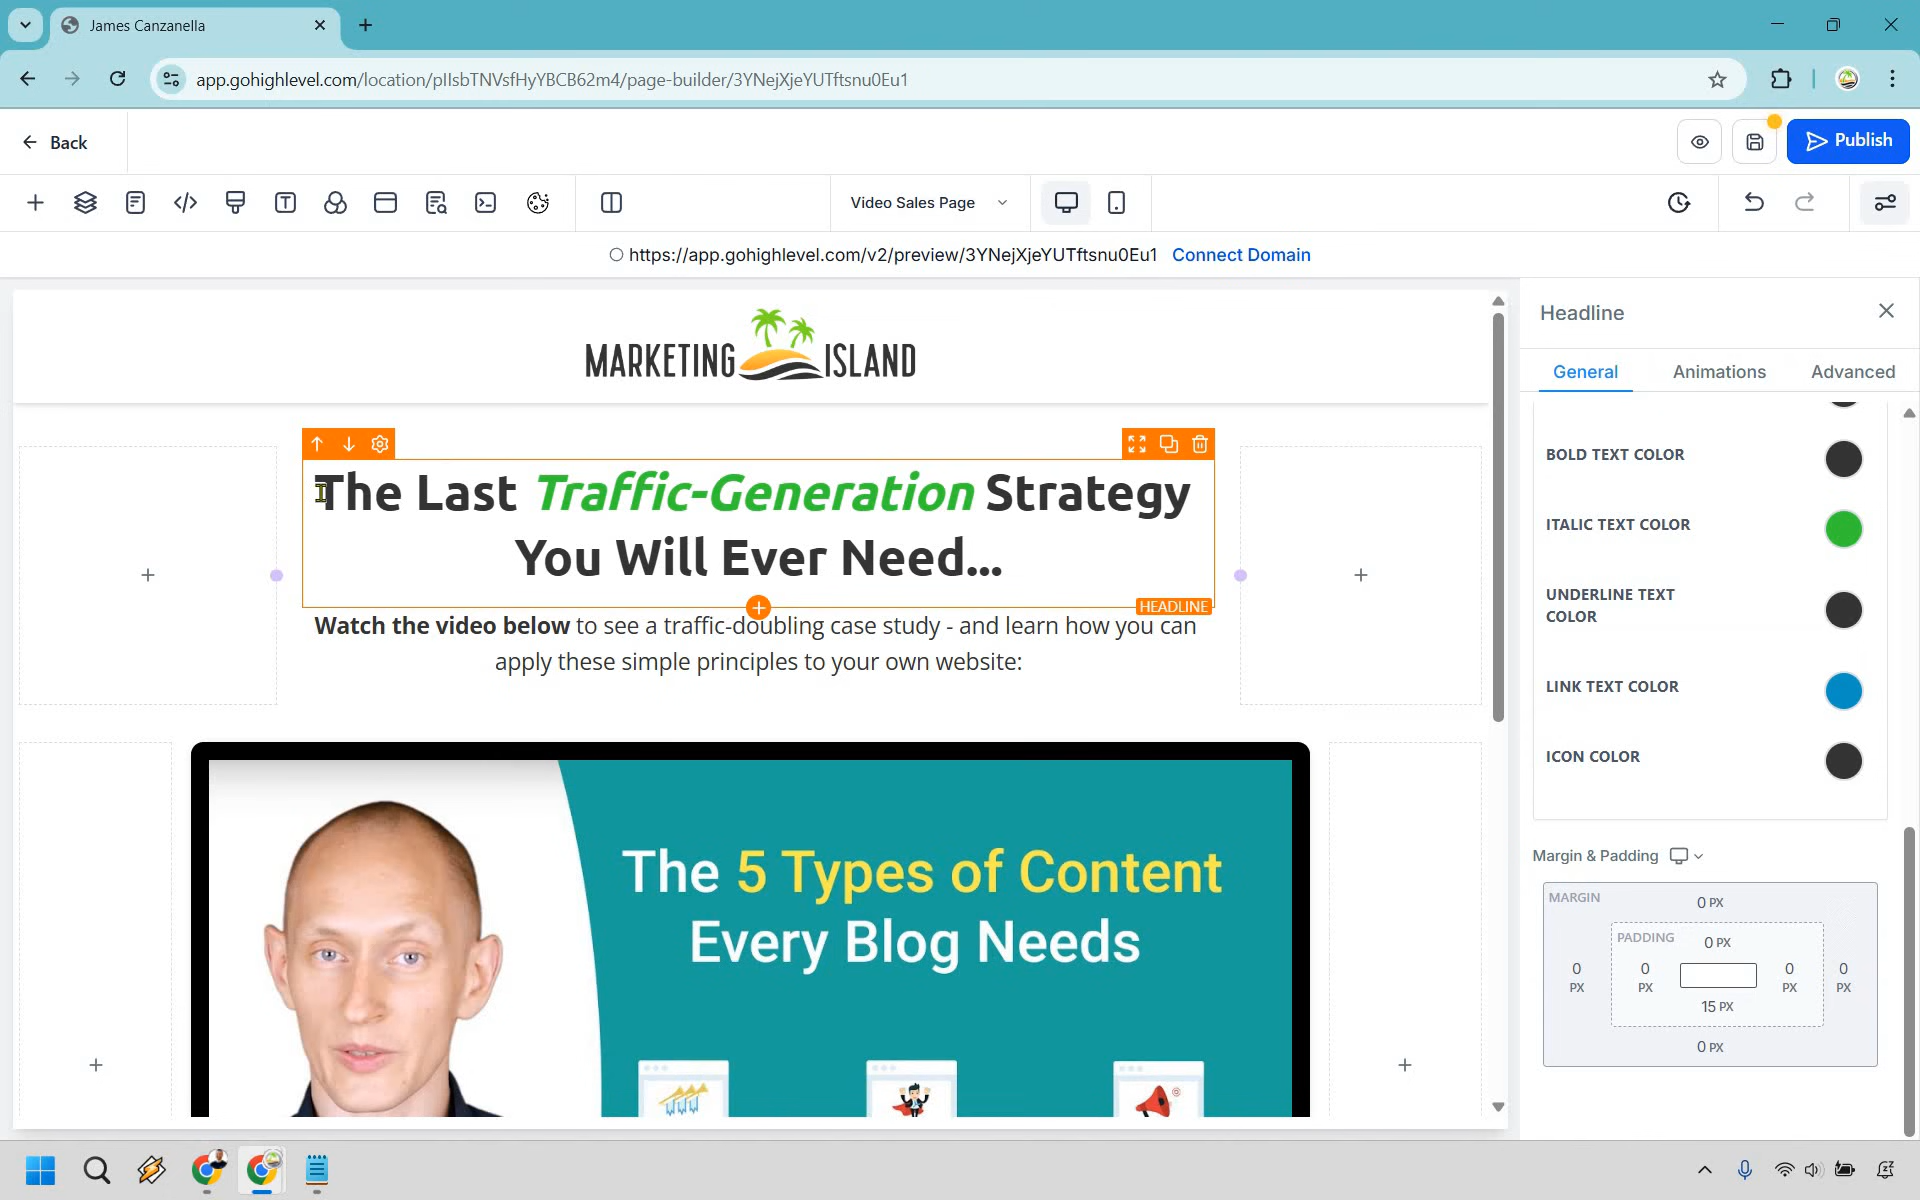 James Canzanella
app.gohighlevel.com/location/pIIsbTNVsfHyYBCB62m4/page-builder/3YNejXjeYUTftsnu0Eu1
Back
Publish
Video Sales Page
https://app.gohighlevel.com/v2/preview/3YNejXjeYUTftsnu0Eu1 Connect Domain
MARKETING ISLAND
The Last Traffic-Generation Strategy
You Will Ever Need...
HEADLINE
Watch the video below to see a traffic-doubling case study - and learn how you can
apply these simple principles to your own website:
The 5 Types of Content
Every Blog Needs
Headline
General Animations Advanced
BOLD TEXT COLOR
ITALIC TEXT COLOR
UNDERLINE TEXT
COLOR
LINK TEXT COLOR
ICON COLOR
Margin & Padding
MARGIN
0 PX
PADDING
0 PX
0 PX
0 PX
0 PX
0 PX
15 PX
0 PX